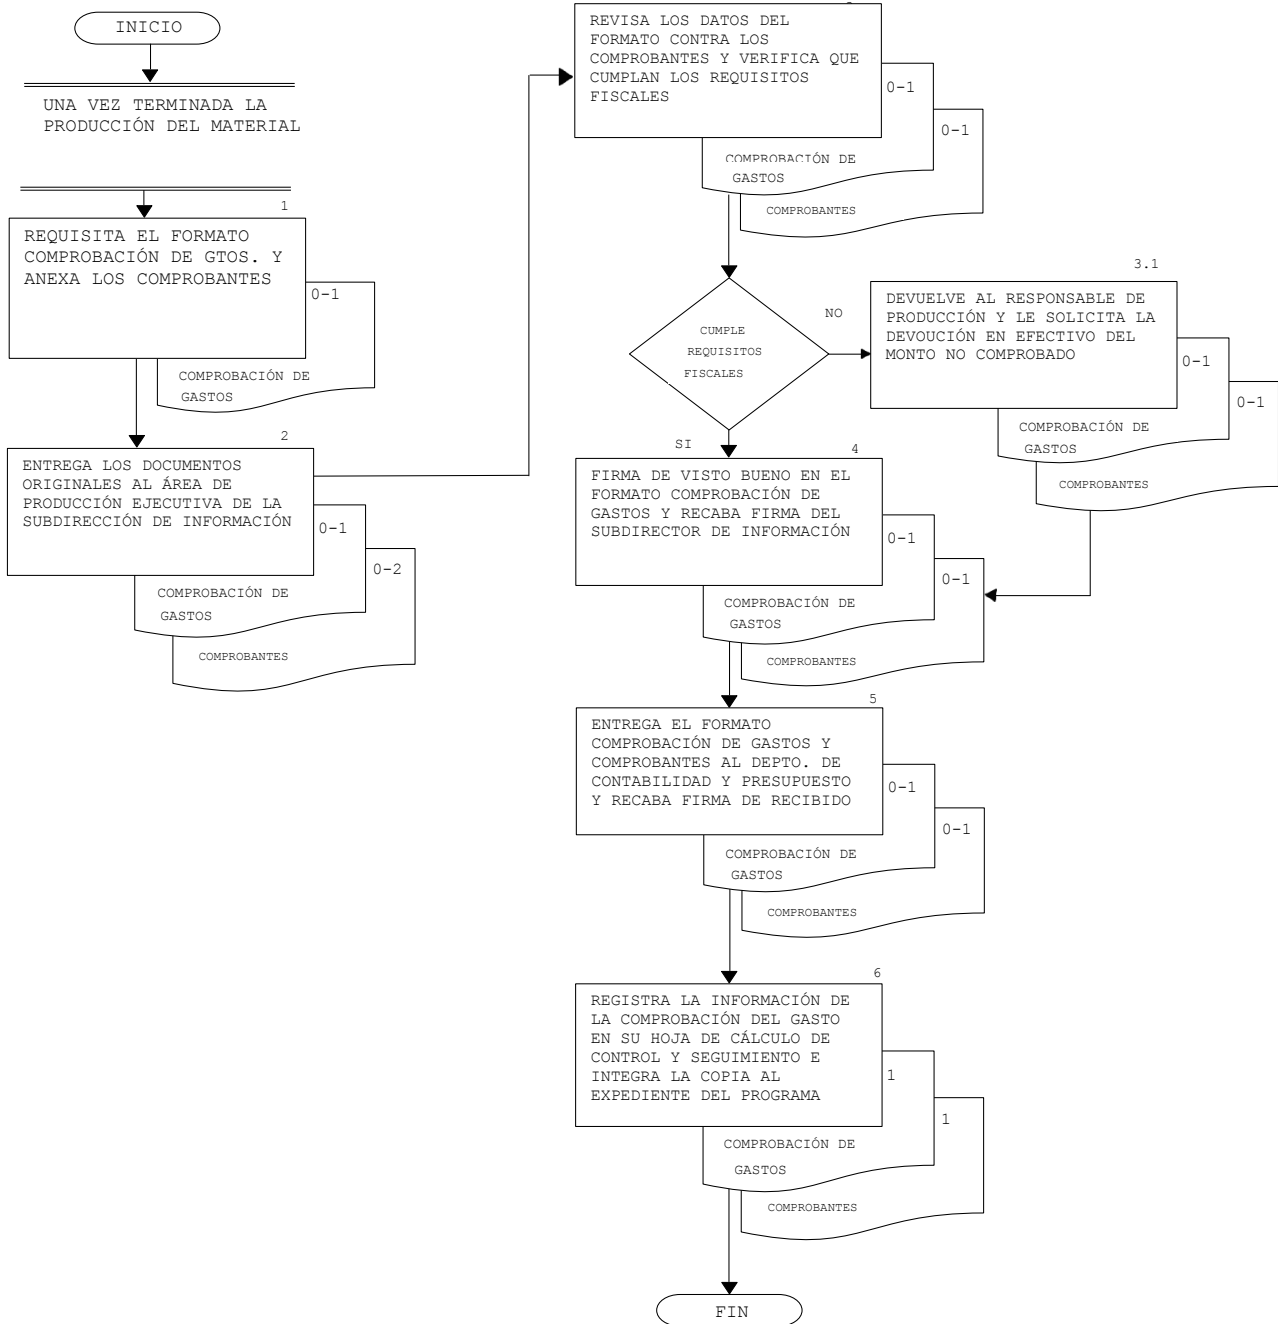 INICIO
UNA VEZ TERMINADA LA
PRODUCCIÓN DEL MATERIAL
1
REQUISITA EL FORMATO
COMPROBACIÓN DE GTOS. Y
ANEXA LOS COMPROBANTES
0-1
COMPROBACIÓN DE
GASTOS
2
ENTREGA LOS DOCUMENTOS
ORIGINALES AL ÁREA DE
PRODUCCIÓN EJECUTIVA DE LA
SUBDIRECCIÓN DE INFORMACIÓN
0-1
0-2
COMPROBACIÓN DE
GASTOS
COMPROBANTES
REVISA LOS DATOS DEL
FORMATO CONTRA LOS
COMPROBANTES Y VERIFICA QUE
CUMPLAN LOS REQUISITOS
FISCALES
0-1
0-1
COMPROBACIÓN DE
GASTOS
COMPROBANTES
CUMPLE
REQUISITOS
FISCALES
NO
3.1
DEVUELVE AL RESPONSABLE DE
PRODUCCIÓN Y LE SOLICITA LA
DEVOUCIÓN EN EFECTIVO DEL
MONTO NO COMPROBADO
0-1
0-1
COMPROBACIÓN DE
GASTOS
COMPROBANTES
SI
4
FIRMA DE VISTO BUENO EN EL
FORMATO COMPROBACIÓN DE
GASTOS Y RECABA FIRMA DEL
SUBDIRECTOR DE INFORMACIÓN
0-1
0-1
COMPROBACIÓN DE
GASTOS
COMPROBANTES
5
ENTREGA EL FORMATO
COMPROBACIÓN DE GASTOS Y
COMPROBANTES AL DEPTO. DE
CONTABILIDAD Y PRESUPUESTO
Y RECABA FIRMA DE RECIBIDO
0-1
0-1
COMPROBACIÓN DE
GASTOS
COMPROBANTES
6
REGISTRA LA INFORMACIÓN DE
LA COMPROBACIÓN DEL GASTO
EN SU HOJA DE CÁLCULO DE
CONTROL Y SEGUIMIENTO E
INTEGRA LA COPIA AL
EXPEDIENTE DEL PROGRAMA
1
1
COMPROBACIÓN DE
GASTOS
COMPROBANTES
FIN